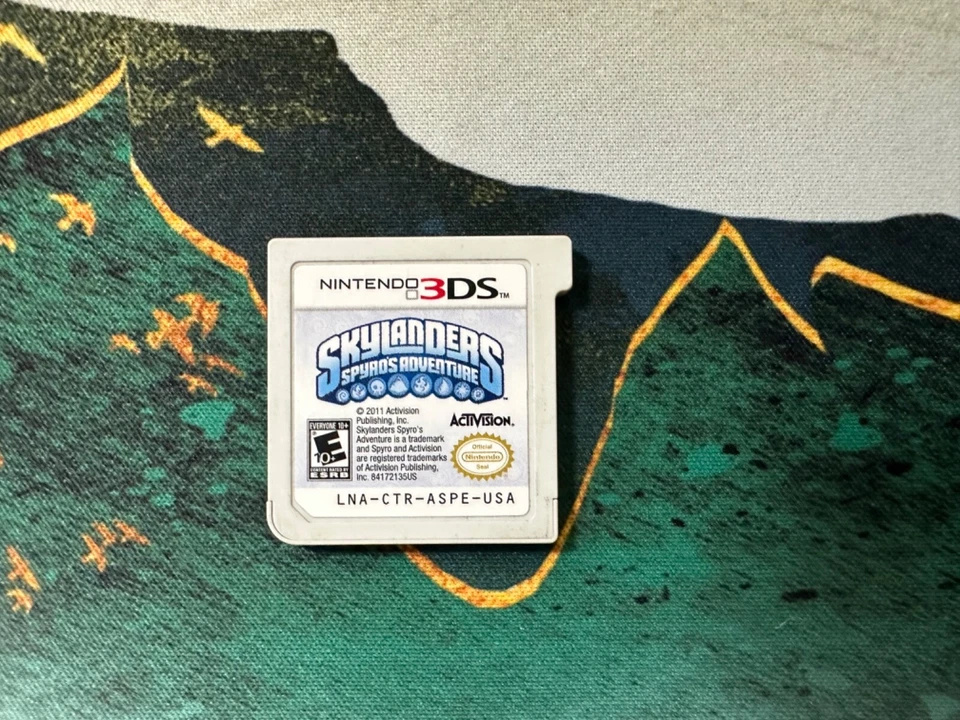 NINTENDO 3DS™
SKYLANDERS
SPYRO'S ADVENTURE™
© 2011 Activision
Publishing, Inc.
Skylanders Spyro's
Adventure is a trademark
and Spyro and Activision
are registered trademarks
of Activision Publishing,
Inc. 84172135US
ACTIVISION.
EVERYONE 10+
E
10+
CONTENT RATED BY
ESRB
Official
Nintendo
Seal
LNA-CTR-ASPE-USA